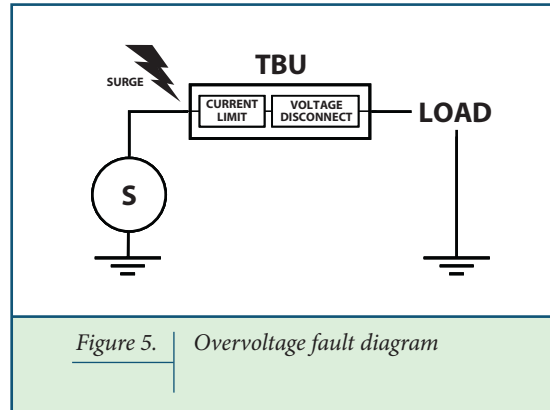 TBU
SURGE
CURRENT
LIMIT
VOLTAGE
DISCONNECT
LOAD
S
Figure 5. Overvoltage fault diagram